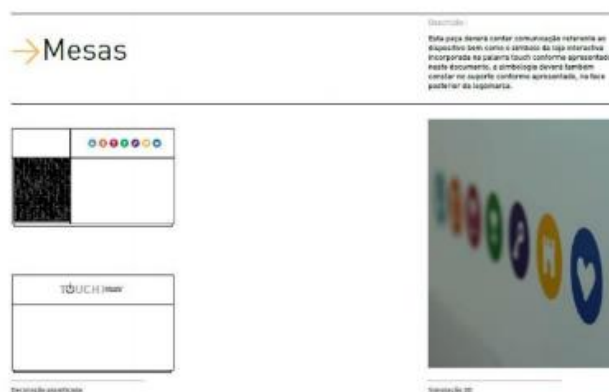 Mesas
Descrição:
Esta peça deverá conter comunicação referente ao
dispositivo bem como o símbolo da loja interactiva
incorporada na palavra touch conforme apresentado
neste documento, a simbologia deverá também
constar no suporte conforme apresentado, na face
posterior da logomarca.
TOUCH
Simulação 3D